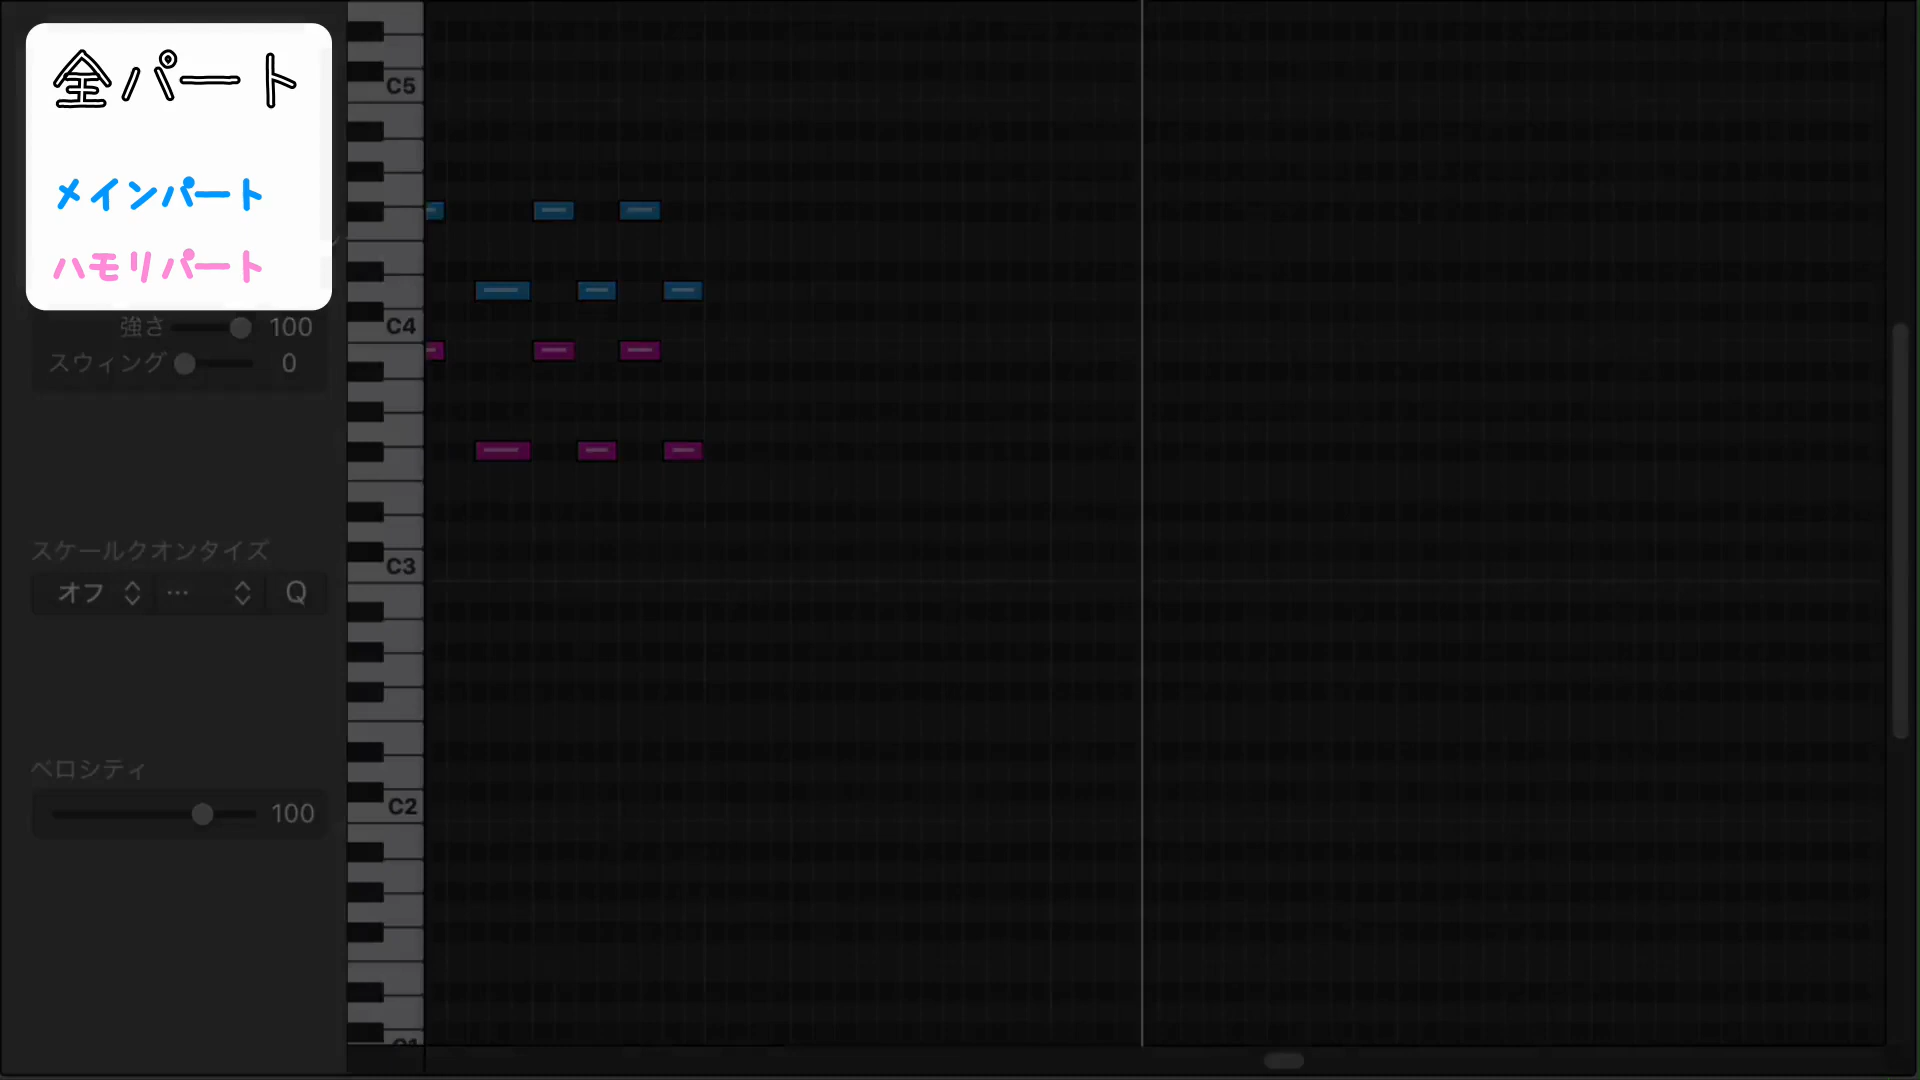 全パート
メインパート
ハモリパート
強さ 100
スウィング 0
スケールクオンタイズ
オフ ... Q
ベロシティ
100
C5
C4
C3
C2
C1